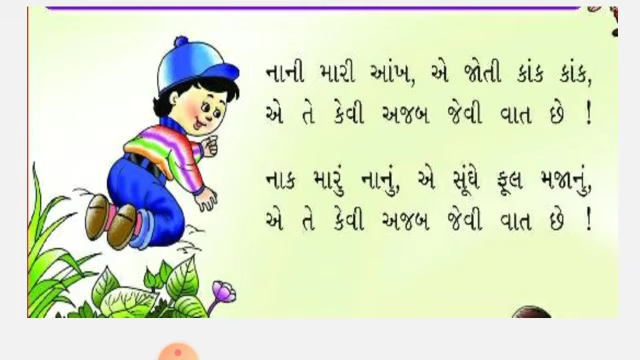 નાની મારી આંખ, એ જોતી કાંક કાંક,
એ તે કેવી અજબ જેવી વાત છે !
નાક મારું નાનું, એ સૂંઘે ફૂલ મજાનું,
એ તે કેવી અજબ જેવી વાત છે !